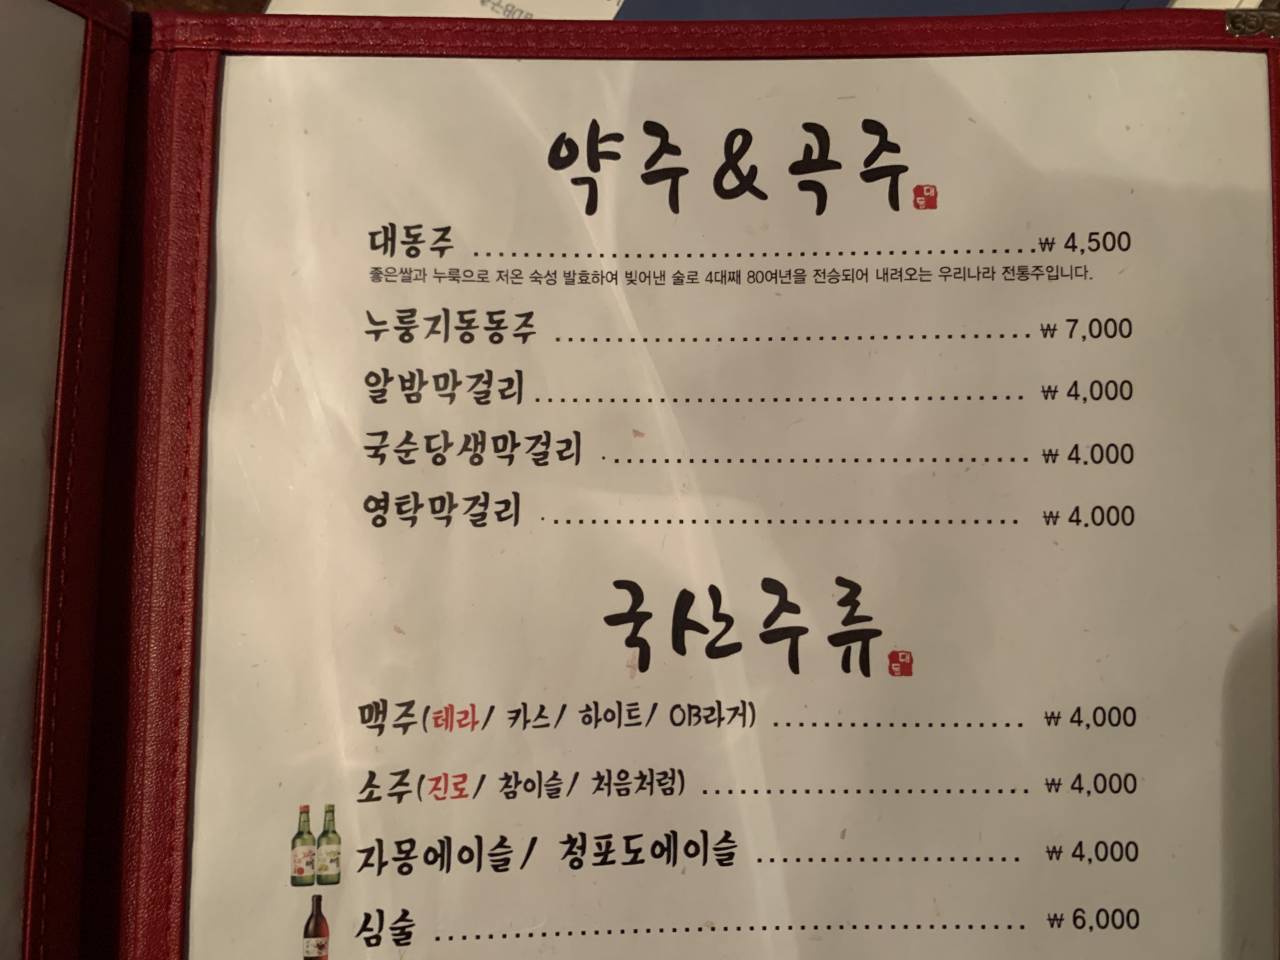 약주&곡주
대동
대동주 ₩ 4,500
좋은쌀과 누룩으로 저온 숙성 발효하여 빚어낸 술로 4대째 80여년을 전승되어 내려오는 우리나라 전통주입니다.
누룽지동동주 ₩ 7,000
알밤막걸리 ₩ 4,000
국순당생막걸리 ₩ 4.000
영탁막걸리 ₩ 4.000
국산주류
대동
맥주(테라/ 카스/ 하이트/ OB라거) ₩ 4,000
소주(진로/ 참이슬/ 처음처럼) ₩ 4,000
자몽에이슬/ 청포도에이슬 ₩ 4,000
심술 ₩ 6,000